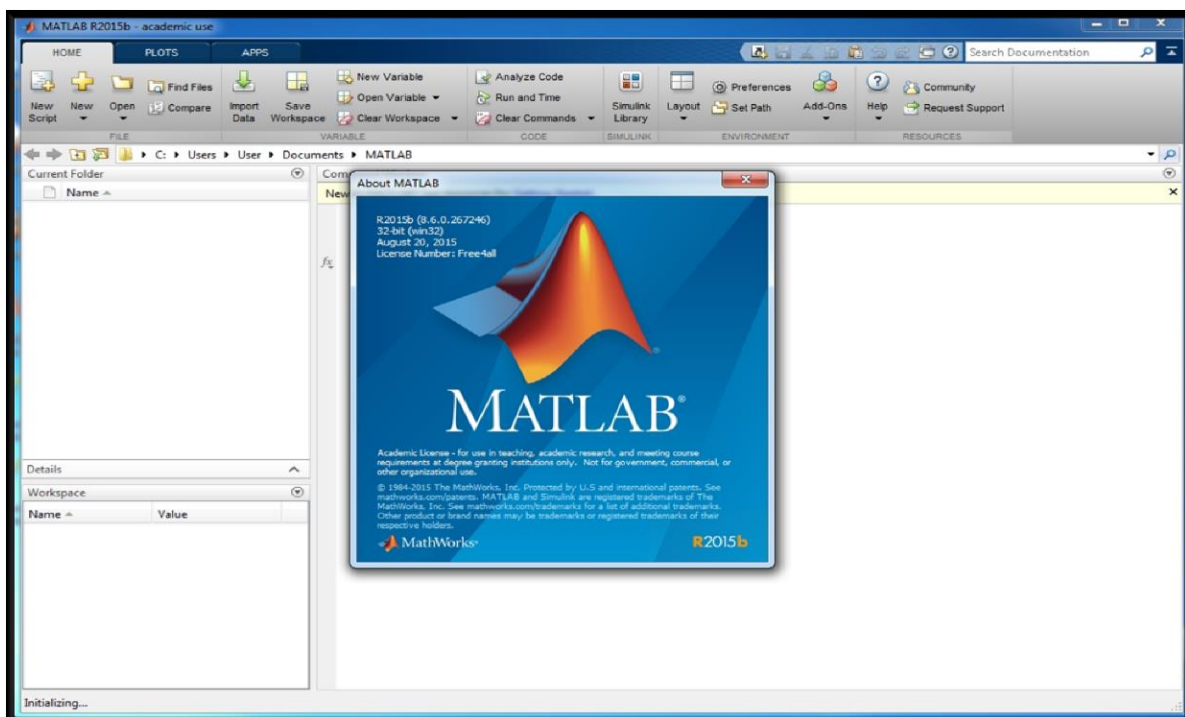 MATLAB R2015b - academic use
HOME PLOTS APPS
Search Documentation
New Script
New
Open
Find Files
Compare
Import Data
Save Workspace
New Variable
Open Variable
Clear Workspace
Analyze Code
Run and Time
Clear Commands
Simulink Library
Layout
Preferences
Set Path
Add-Ons
Help
Community
Request Support
FILE VARIABLE CODE SIMULINK ENVIRONMENT RESOURCES
C: Users User Documents MATLAB
Current Folder
Name
Com
New
fx
About MATLAB
R2015b (8.6.0.267246)
32-bit (win32)
August 20, 2015
License Number: Free4all
MATLAB®
Academic License - for use in teaching, academic research, and meeting course
requirements at degree granting institutions only. Not for government, commercial, or
other organizational use.
© 1984-2015 The MathWorks, Inc. Protected by U.S and international patents. See
mathworks.com/patents. MATLAB and Simulink are registered trademarks of The
MathWorks, Inc. See mathworks.com/trademarks for a list of additional trademarks.
Other product or brand names may be trademarks or registered trademarks of their
respective holders.
MathWorks®
R2015b
Details
Workspace
Name Value
Initializing...